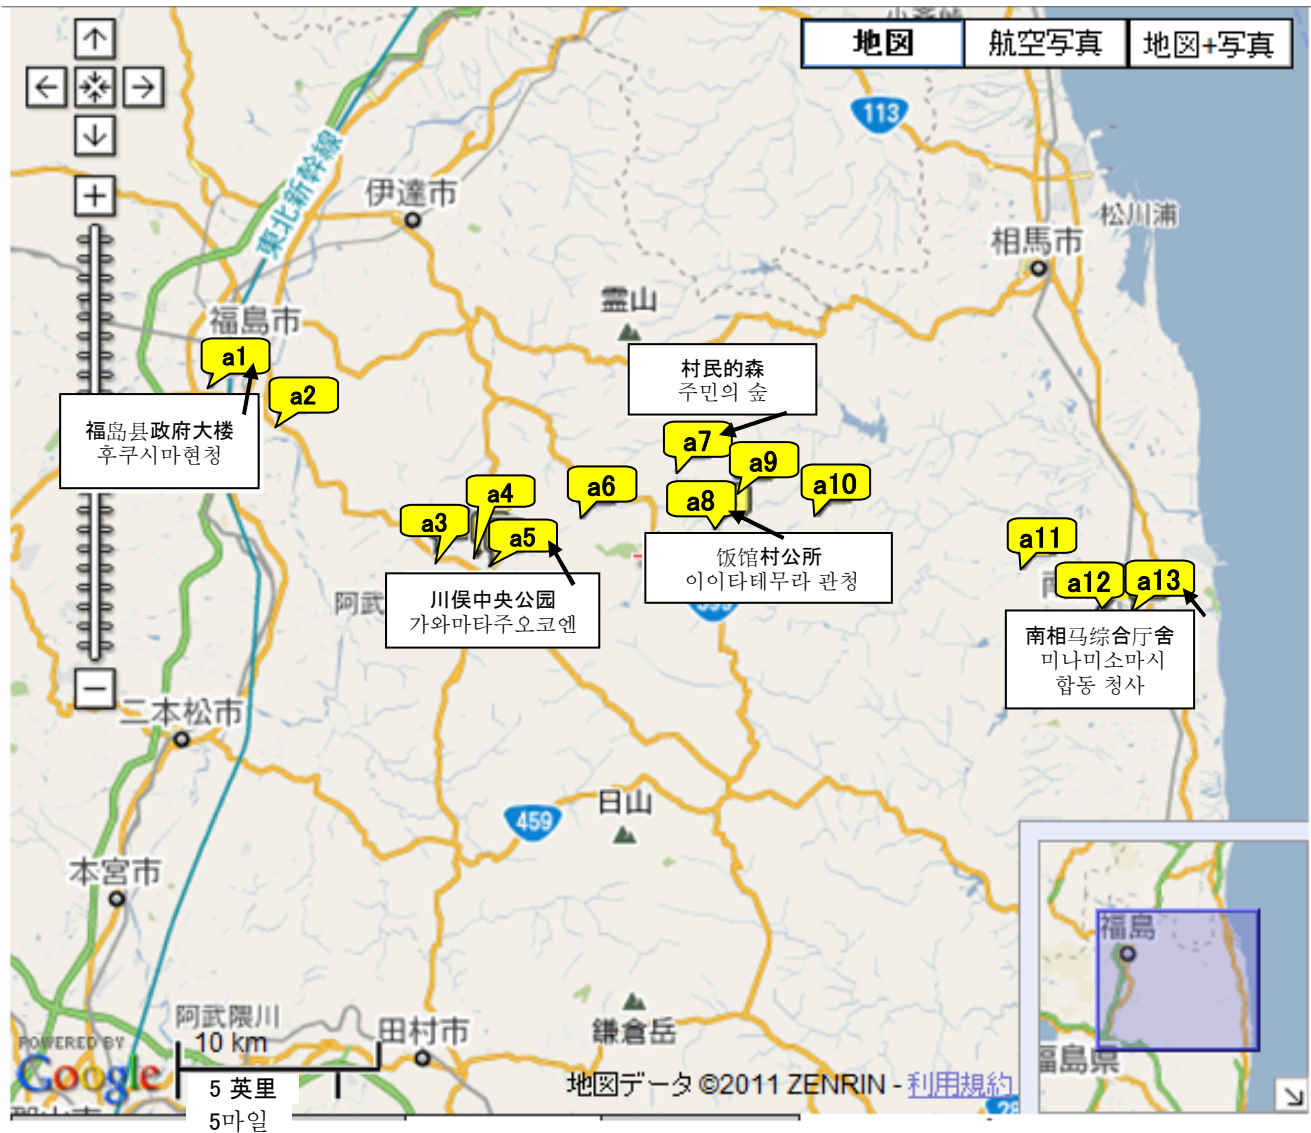 地図
航空写真
地図+写真
113
東北新幹線
伊達市
松川浦
相馬市
霊山
福島市
a1
村民的森
주민의 숲
a2
福岛县政府大楼
후쿠시마현청
a7
a9
a4
a6
a10
a8
a3
a5
a11
饭馆村公所
이이타테무라 관청
a12
a13
川俣中央公园
가와마타주오코엔
阿武
南相马综合厅舍
미나미소마시
합동 청사
二本松市
日山
459
本宮市
福島
阿武隈川
10 km
田村市
鎌倉岳
福島県
POWERED BY
Google
5 英里
5마일
地図データ ©2011 ZENRIN - 利用規約